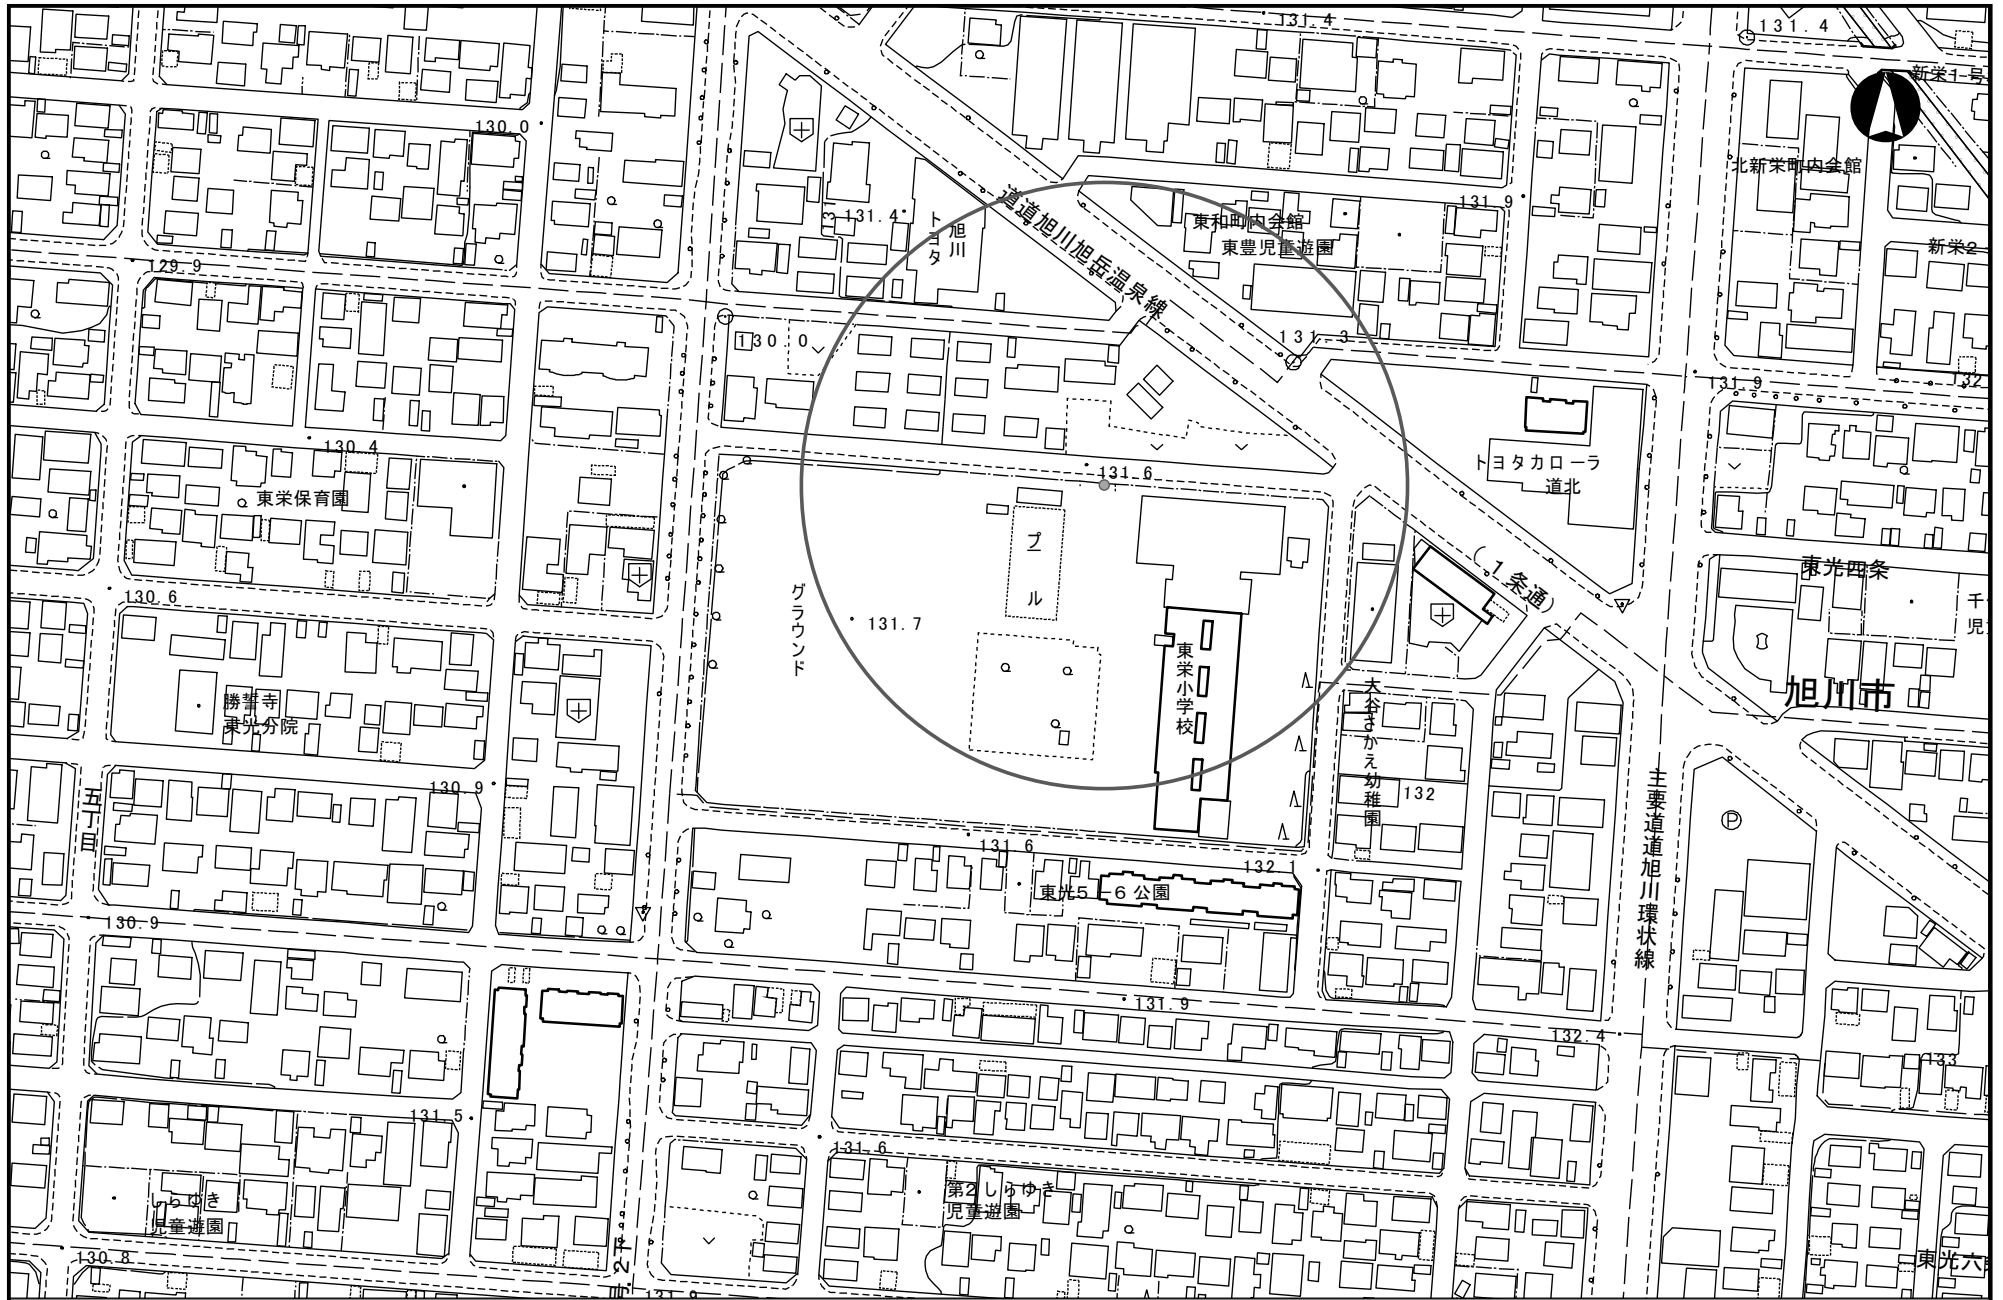 131.4
131.4
新栄1号
130.0
北新栄町内会館
131
131.4
トヨタ
旭川
道道旭川旭岳温泉線
東和町内会館
東豊児童遊園
131.9
新栄2
129.9
130.0
131.3
131.9
132
130.4
東栄保育園
131.6
トヨタカローラ
道北
プール
(1条通)
東光四条
千
児
130.6
グラウンド
131.7
東栄小学校
勝誓寺
東光分院
大谷さかえ幼稚園
旭川市
130.9
五丁目
132
主要道道旭川環状線
P
131.6
132.1
東光5-6公園
130.9
131.9
132.4
133
131.5
131.6
しらゆき
児童遊園
第2しらゆき
児童遊園
130.8
号.2下
東光六
131.9